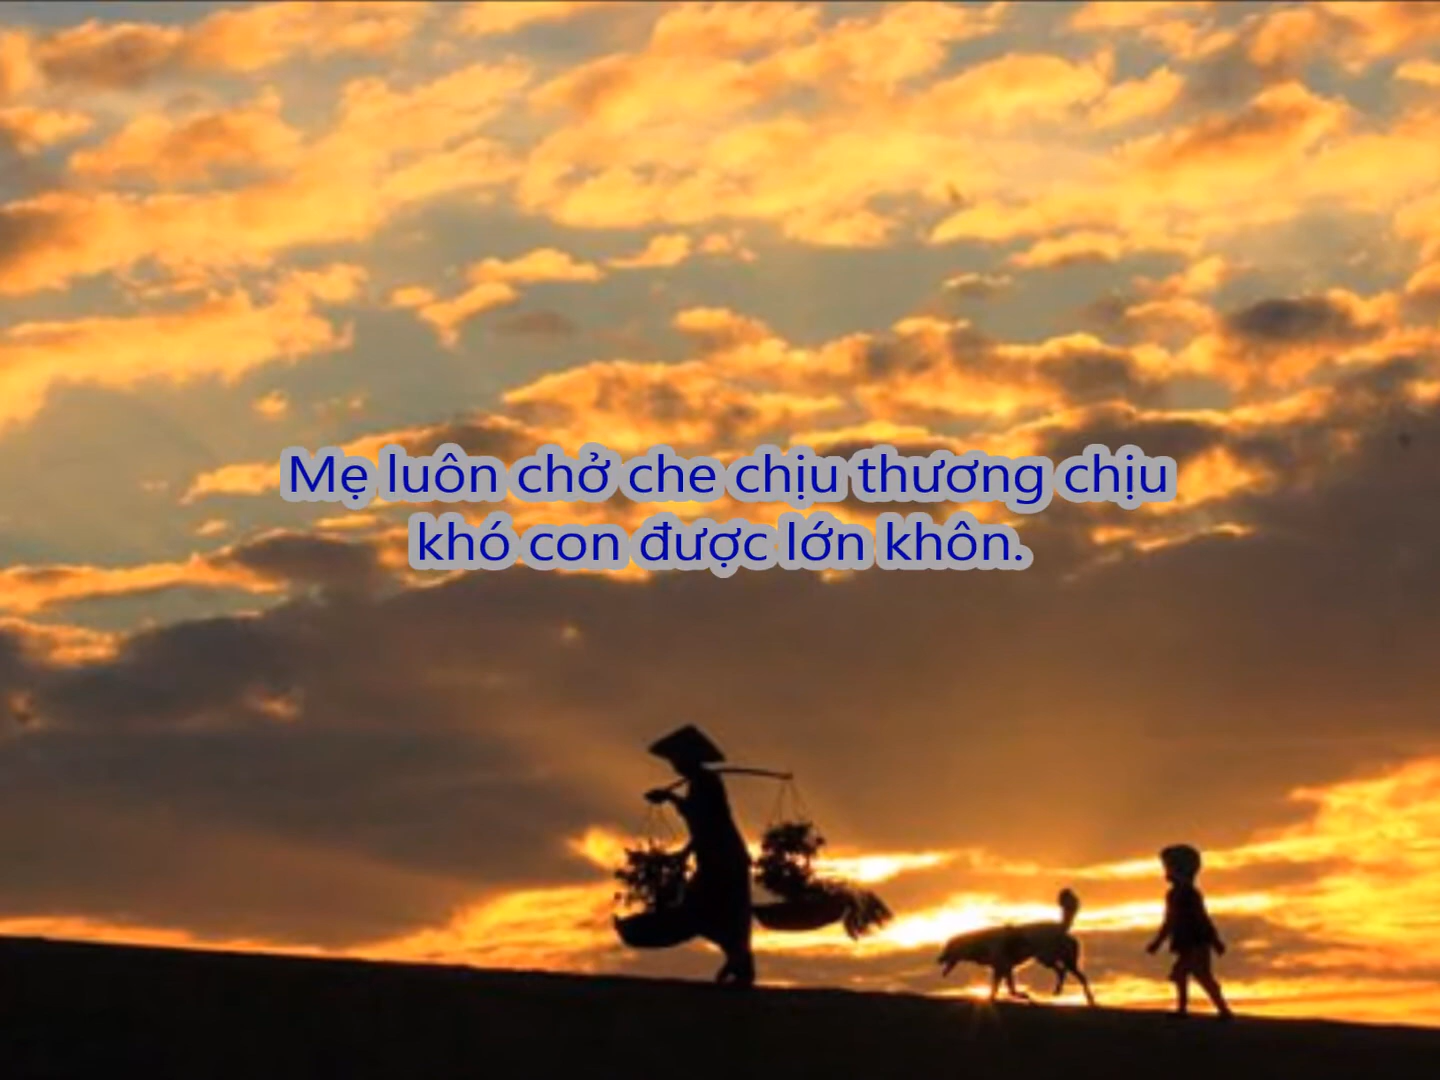 Mẹ luôn chở che chịu thương chịu
khó con được lớn khôn.